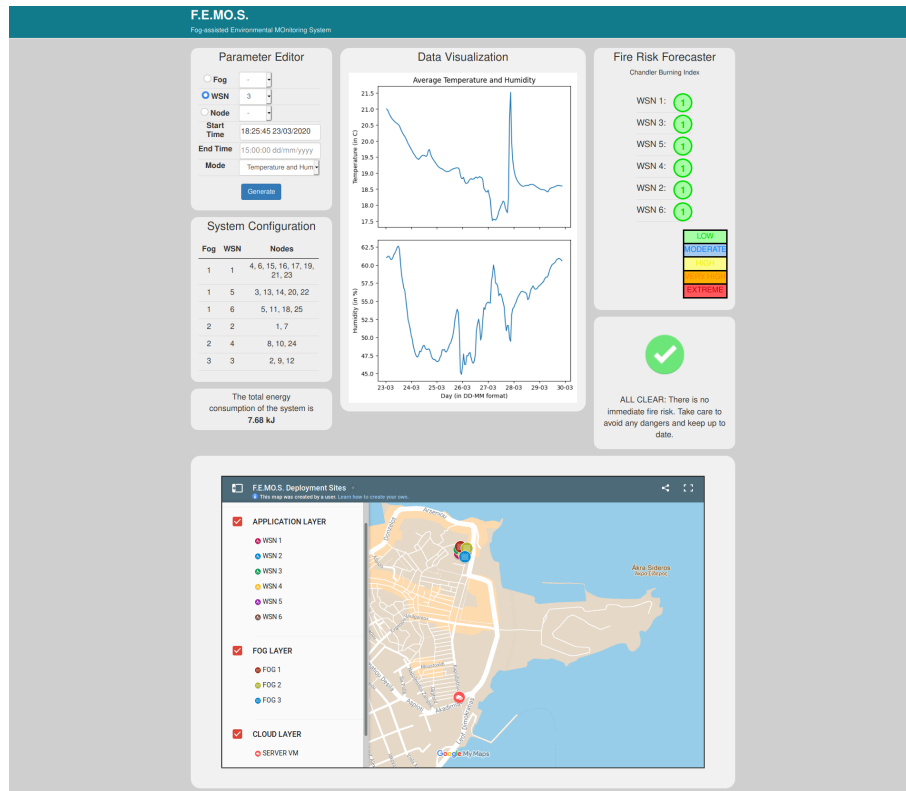 F.E.MO.S.
Fog-assisted Environmental MOnitoring System
Parameter Editor
Fog -
WSN 3
Node -
Start Time 18:25:45 23/03/2020
End Time 15:00:00 dd/mm/yyyy
Mode Temperature and Hum
Generate
System Configuration
Fog WSN Nodes
1 1 4, 6, 15, 16, 17, 19,
21, 23
1 5 3, 13, 14, 20, 22
1 6 5, 11, 18, 25
2 2 1, 7
2 4 8, 10, 24
3 3 2, 9, 12
The total energy
consumption of the system is
7.68 kJ
Data Visualization
Average Temperature and Humidity
Temperature (in C)
21.5
21.0
20.5
20.0
19.5
19.0
18.5
18.0
17.5
Humidity (in %)
62.5
60.0
57.5
55.0
52.5
50.0
47.5
45.0
23-03 24-03 25-03 26-03 27-03 28-03 29-03 30-03
Day (in DD-MM format)
Fire Risk Forecaster
Chandler Burning Index
WSN 1: 1
WSN 3: 1
WSN 5: 1
WSN 4: 1
WSN 2: 1
WSN 6: 1
LOW
MODERATE
HIGH
VERY HIGH
EXTREME
ALL CLEAR: There is no
immediate fire risk. Take care to
avoid any dangers and keep up to
date.
F.E.MO.S. Deployment Sites
This map was created by a user. Learn how to create your own.
APPLICATION LAYER
WSN 1
WSN 2
WSN 3
WSN 4
WSN 5
WSN 6
FOG LAYER
FOG 1
FOG 2
FOG 3
CLOUD LAYER
SERVER VM
Arsenois
Akra Sideros
Ακρα Σίδερος
Google My Maps